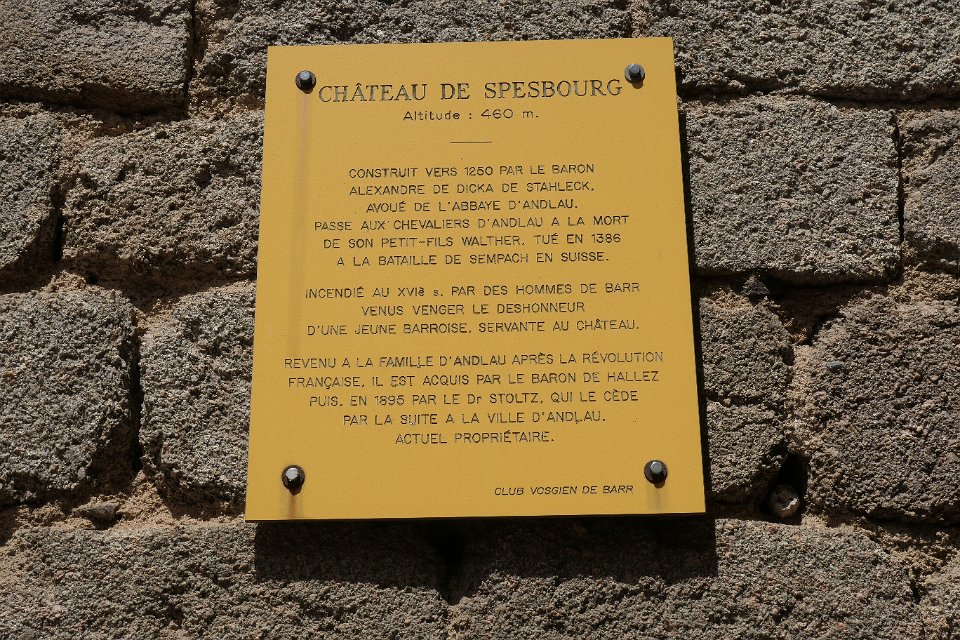 CHÂTEAU DE SPESBOURG
Altitude : 460 m.
CONSTRUIT VERS 1250 PAR LE BARON
ALEXANDRE DE DICKA DE STAHLECK,
AVOUÉ DE L'ABBAYE D'ANDLAU.
PASSE AUX CHEVALIERS D'ANDLAU A LA MORT
DE SON PETIT-FILS WALTHER, TUÉ EN 1386
A LA BATAILLE DE SEMPACH EN SUISSE.
INCENDIÉ AU XVIè s. PAR DES HOMMES DE BARR
VENUS VENGER LE DESHONNEUR
D'UNE JEUNE BARROISE, SERVANTE AU CHÂTEAU.
REVENU A LA FAMILLE D'ANDLAU APRÈS LA RÉVOLUTION
FRANÇAISE, IL EST ACQUIS PAR LE BARON DE HALLEZ
PUIS, EN 1895 PAR LE Dr STOLTZ, QUI LE CÈDE
PAR LA SUITE A LA VILLE D'ANDLAU,
ACTUEL PROPRIÉTAIRE.
CLUB VOSGIEN DE BARR